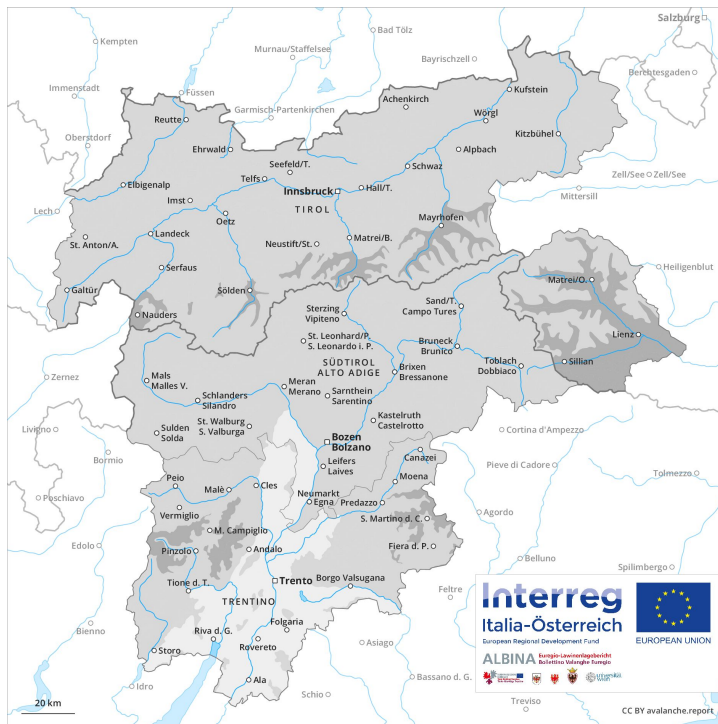 Salzburg
Kempten
Bad Tölz
Murnau/Staffelsee
Bayrischzell
Berchtesgaden
Immenstadt
Füssen
Kufstein
Achenkirch
Garmisch-Partenkirchen
Wörgl
Reutte
Oberstdorf
Kitzbühel
Ehrwald
Alpbach
Seefeld/T.
Schwaz
Telfs
Zell/See
Zell/See
Elbigenalp
Innsbruck
Hall/T.
Mittersill
Imst
TIROL
Lech
Oetz
Mayrhofen
Landeck
Matrei/B.
St. Anton/A.
Neustift/St.
Serfaus
Heiligenblut
Matrei/O.
Galtür
Sölden
Sand/T.
Campo Tures
Nauders
Sterzing
Vipiteno
Lienz
St. Leonhard/P.
S. Leonardo i. P.
Bruneck
Brunico
Toblach
Dobbiaco
Sillian
SÜDTIROL
ALTO ADIGE
Brixen
Bressanone
Zernez
Mals
Malles V.
Meran
Merano
Schlanders
Silandro
Sarnthein
Sarentino
Kastelruth
Castelrotto
St. Walburg
S. Valburga
Livigno
Sulden
Solda
Cortina d'Ampezzo
Bozen
Bolzano
Bormio
Canazei
Leifers
Laives
Pieve di Cadore
Tolmezzo
Peio
Moena
Malè
Cles
Poschiavo
Neumarkt
Egna
Predazzo
Agordo
Vermiglio
S. Martino d. C.
M. Campiglio
Edolo
Pinzolo
Andalo
Fiera d. P.
Belluno
Spilimbergo
Tione d. T.
Trento
Borgo Valsugana
Feltre
TRENTINO
Folgaria
Bienno
Riva d. G.
Rovereto
Asiago
Storo
Ala
Idro
Schio
Bassano d. G.
Treviso
Interreg
Italia-Österreich
European Regional Development Fund
EUROPEAN UNION
ALBINA
Euregio-Lawinenlagebericht
Bollettino Valanghe Euregio
universität
wien
20 km
CC BY avalanche.report